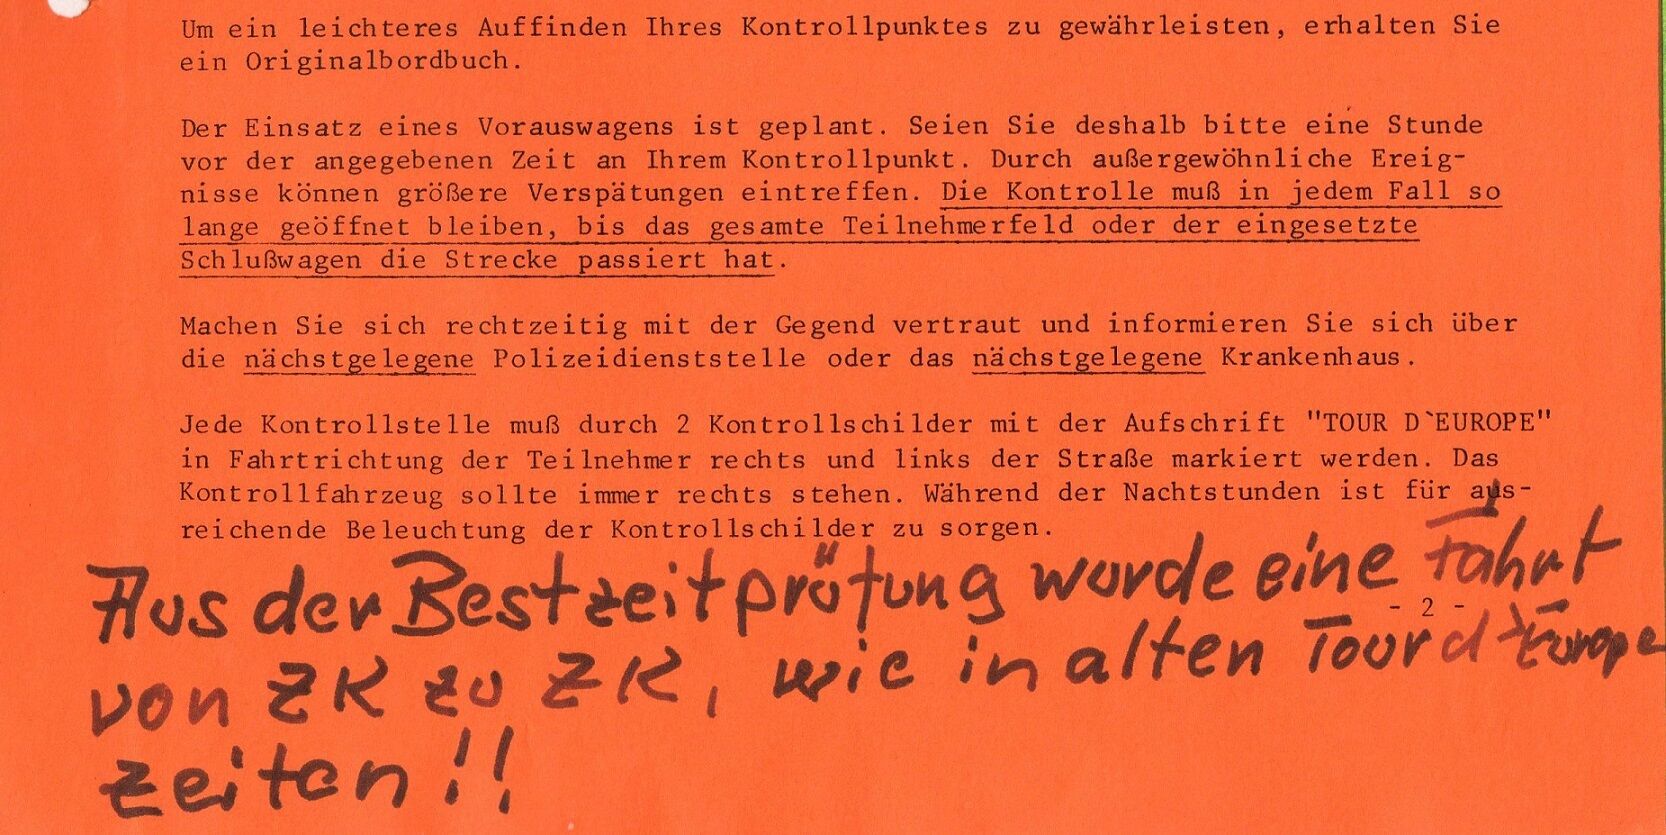 Um ein leichteres Auffinden Ihres Kontrollpunktes zu gewährleisten, erhalten Sie
ein Originalbordbuch.
Der Einsatz eines Vorauswagens ist geplant. Seien Sie deshalb bitte eine Stunde
vor der angegebenen Zeit an Ihrem Kontrollpunkt. Durch außergewöhnliche Ereig-
nisse können größere Verspätungen eintreffen. Die Kontrolle muß in jedem Fall so
lange geöffnet bleiben, bis das gesamte Teilnehmerfeld oder der eingesetzte
Schlußwagen die Strecke passiert hat.
Machen Sie sich rechtzeitig mit der Gegend vertraut und informieren Sie sich über
die nächstgelegene Polizeidienststelle oder das nächstgelegene Krankenhaus.
Jede Kontrollstelle muß durch 2 Kontrollschilder mit der Aufschrift "TOUR D`EUROPE"
in Fahrtrichtung der Teilnehmer rechts und links der Straße markiert werden. Das
Kontrollfahrzeug sollte immer rechts stehen. Während der Nachtstunden ist für aus-
reichende Beleuchtung der Kontrollschilder zu sorgen.
Aus der Bestzeitprüfung wurde eine Fahrt
- 2 -
von ZK zu ZK, wie in alten Tour d'Europe
zeiten!!